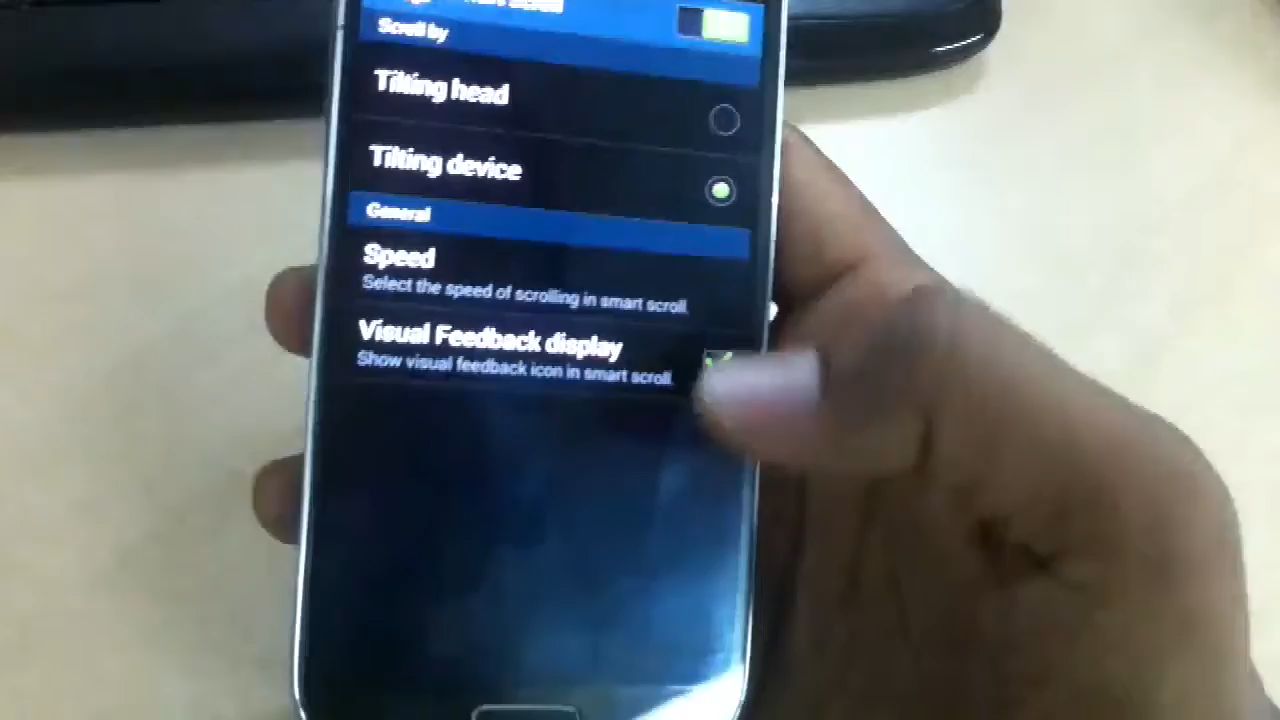 Scroll by
Tilting head
Tilting device
General
Speed
Select the speed of scrolling in smart scroll.
Visual Feedback display
Show visual feedback icon in smart scroll.